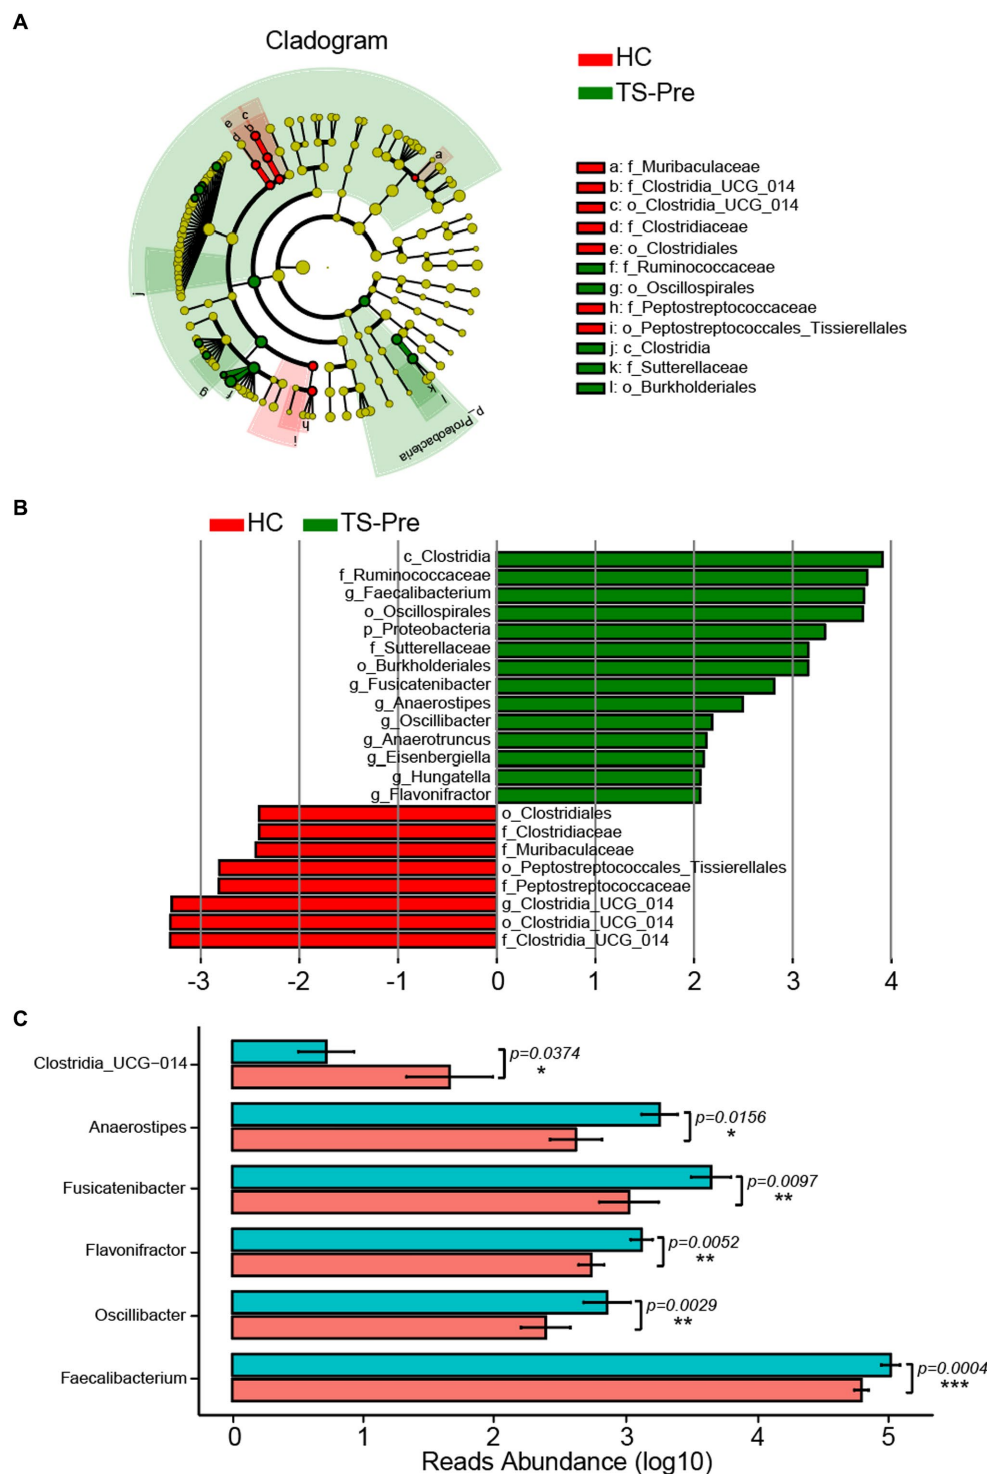 A
Cladogram
HC
TS-Pre
a: f_Muribaculaceae
b: f_Clostridia_UCG_014
c: o_Clostridia_UCG_014
d: f_Clostridiaceae
e: o_Clostridiales
f: f_Ruminococcaceae
g: o_Oscillospirales
h: f_Peptostreptococcaceae
i: o_Peptostreptococcales_Tissierellales
j: c_Clostridia
k: f_Sutterellaceae
l: o_Burkholderiales
e
c
b
d
a
j
g
f
h
i
k
l
p_Proteobacteria
B
HC
TS-Pre
c_Clostridia
f_Ruminococcaceae
g_Faecalibacterium
o_Oscillospirales
p_Proteobacteria
f_Sutterellaceae
o_Burkholderiales
g_Fusicatenibacter
g_Anaerostipes
g_Oscillibacter
g_Anaerotruncus
g_Eisenbergiella
g_Hungatella
g_Flavonifractor
o_Clostridiales
f_Clostridiaceae
f_Muribaculaceae
o_Peptostreptococcales_Tissierellales
f_Peptostreptococcaceae
g_Clostridia_UCG_014
o_Clostridia_UCG_014
f_Clostridia_UCG_014
-3 -2 -1 0 1 2 3 4
C
Clostridia_UCG-014
p=0.0374
*
Anaerostipes
p=0.0156
*
Fusicatenibacter
p=0.0097
**
Flavonifractor
p=0.0052
**
Oscillibacter
p=0.0029
**
Faecalibacterium
p=0.0004
***
0 1 2 3 4 5
Reads Abundance (log10)